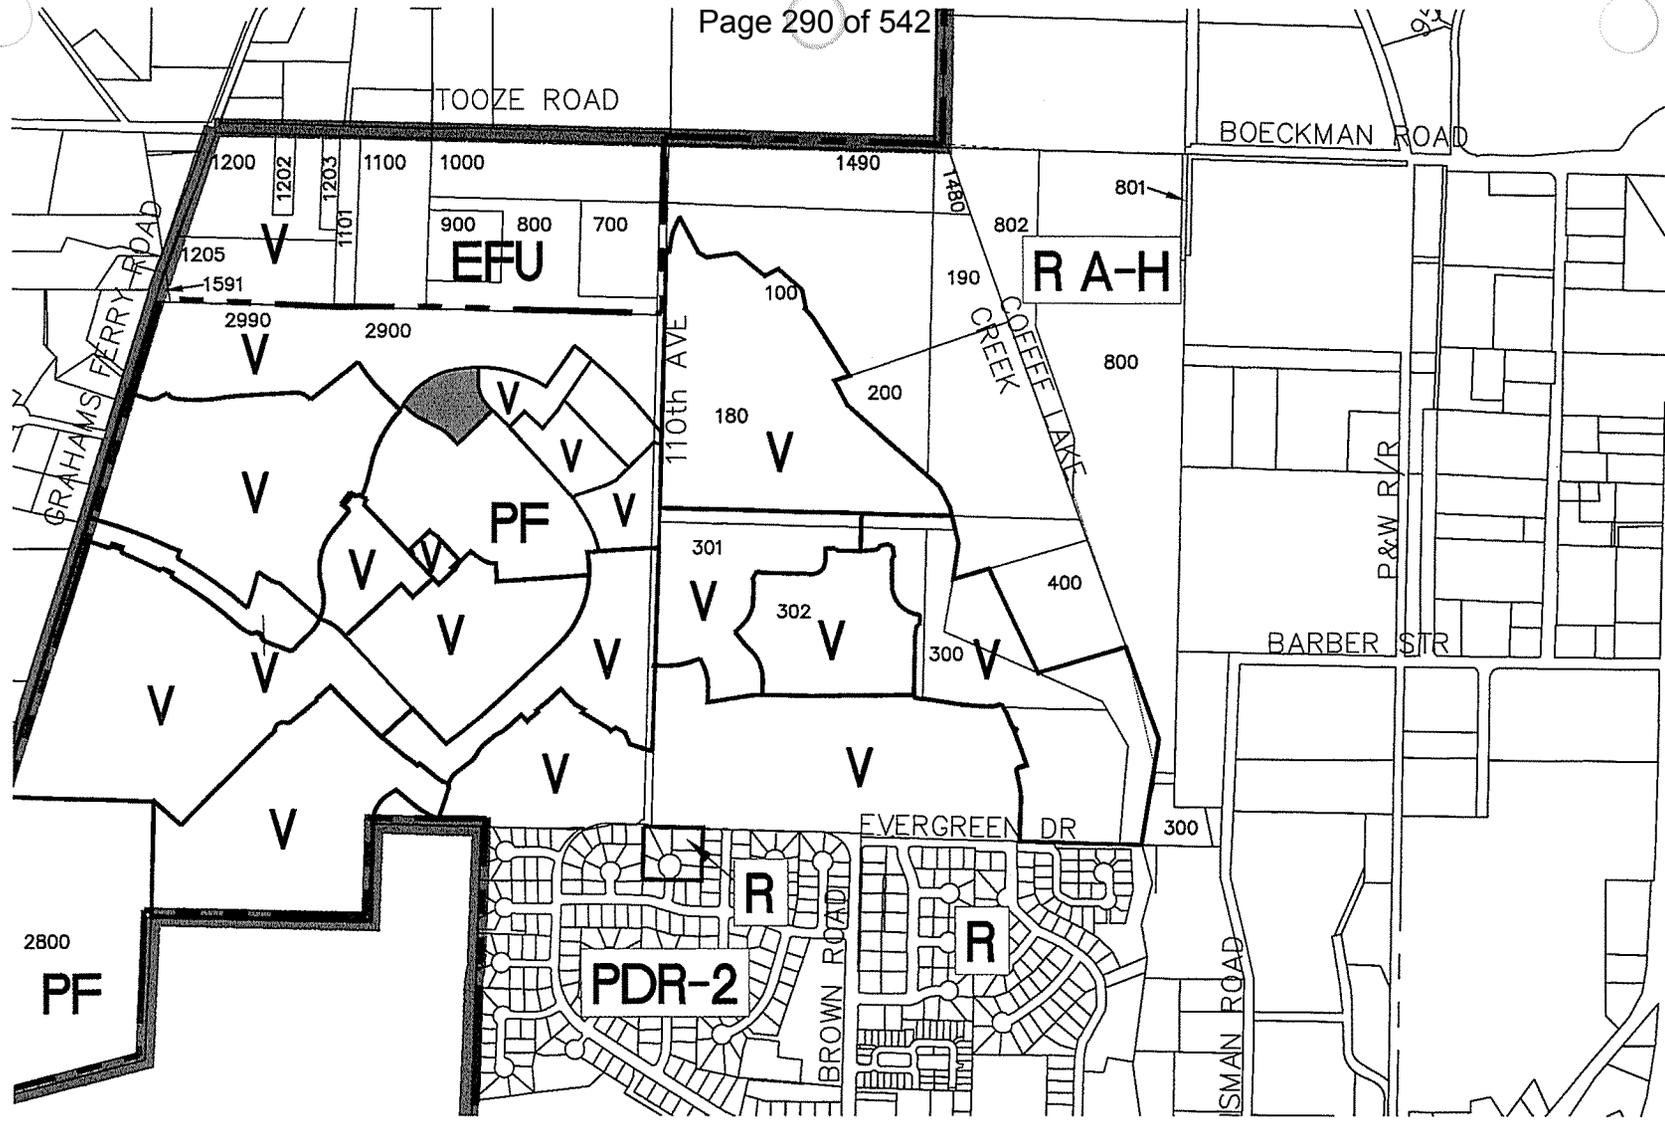 Page 290 of 542
TOOZE ROAD
BOECKMAN ROAD
1200
1202
1203
1100
1000
1490
1480
801
1101
900
800
700
802
V
EFU
R A-H
1205
1591
190
100
GRAHAMS FERRY ROAD
2990
2900
V
110th AVE
COFFEE LAKE
CREEK
800
V
200
180
V
V
V
P&W R/R
V
PF
301
V
V
400
V
302
V
V
V
300
V
BARBER STR
V
V
V
V
V
EVERGREEN DR
300
R
BROWN ROAD
R
2800
PF
PDR-2
ISMAN ROAD